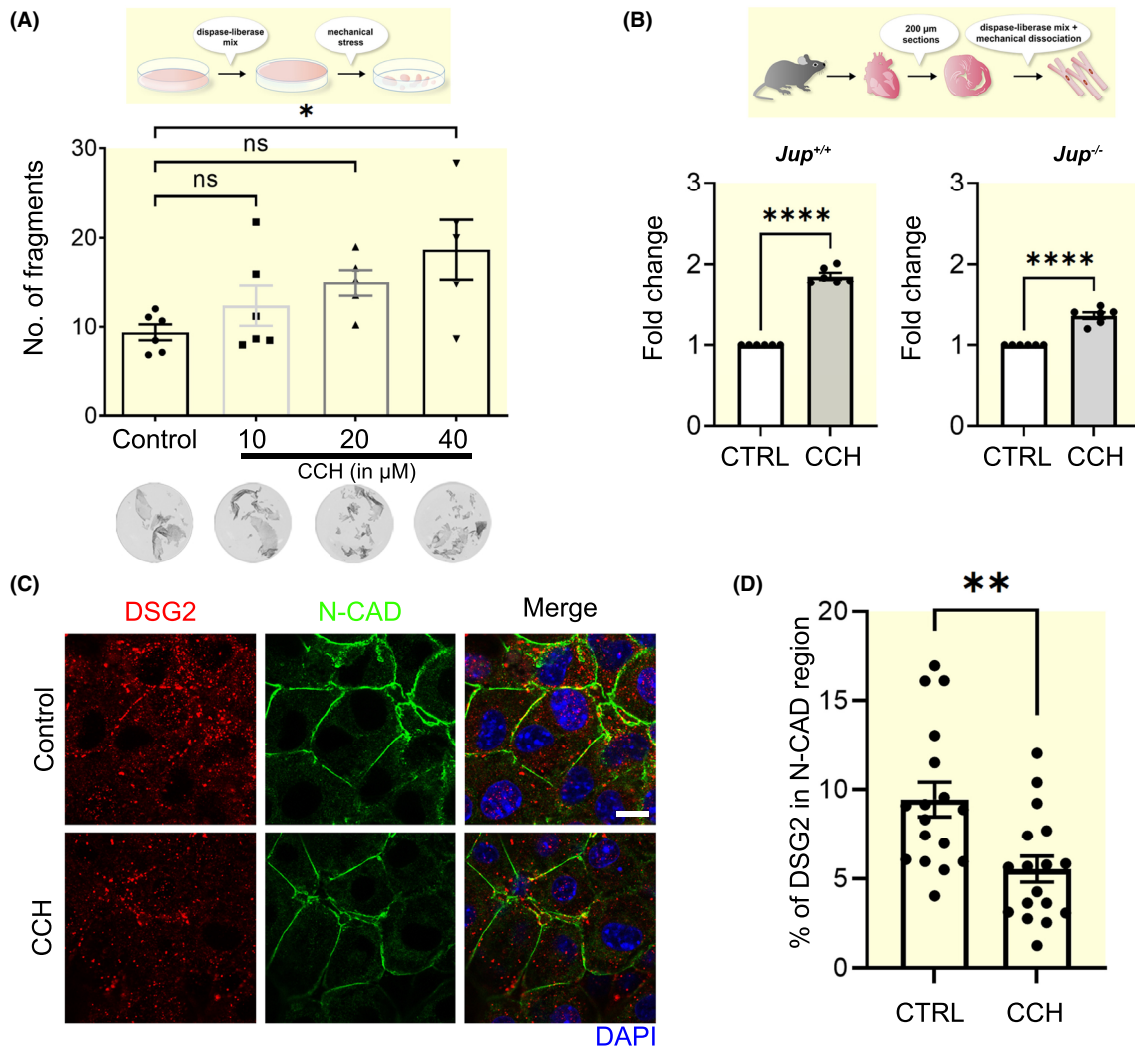 (A)
dispase-liberase
mix
mechanical
stress
*
ns
ns
30
20
10
0
No. of fragments
Control
10
20
40
CCH (in µM)
(B)
200 µm
sections
dispase-liberase mix +
mechanical dissociation
Jup+/+
3
2
1
0
Fold change
****
CTRL
CCH
Jup-/-
3
2
1
0
Fold change
****
CTRL
CCH
(C)
DSG2
N-CAD
Merge
Control
CCH
DAPI
(D)
**
20
15
10
5
0
% of DSG2 in N-CAD region
CTRL
CCH